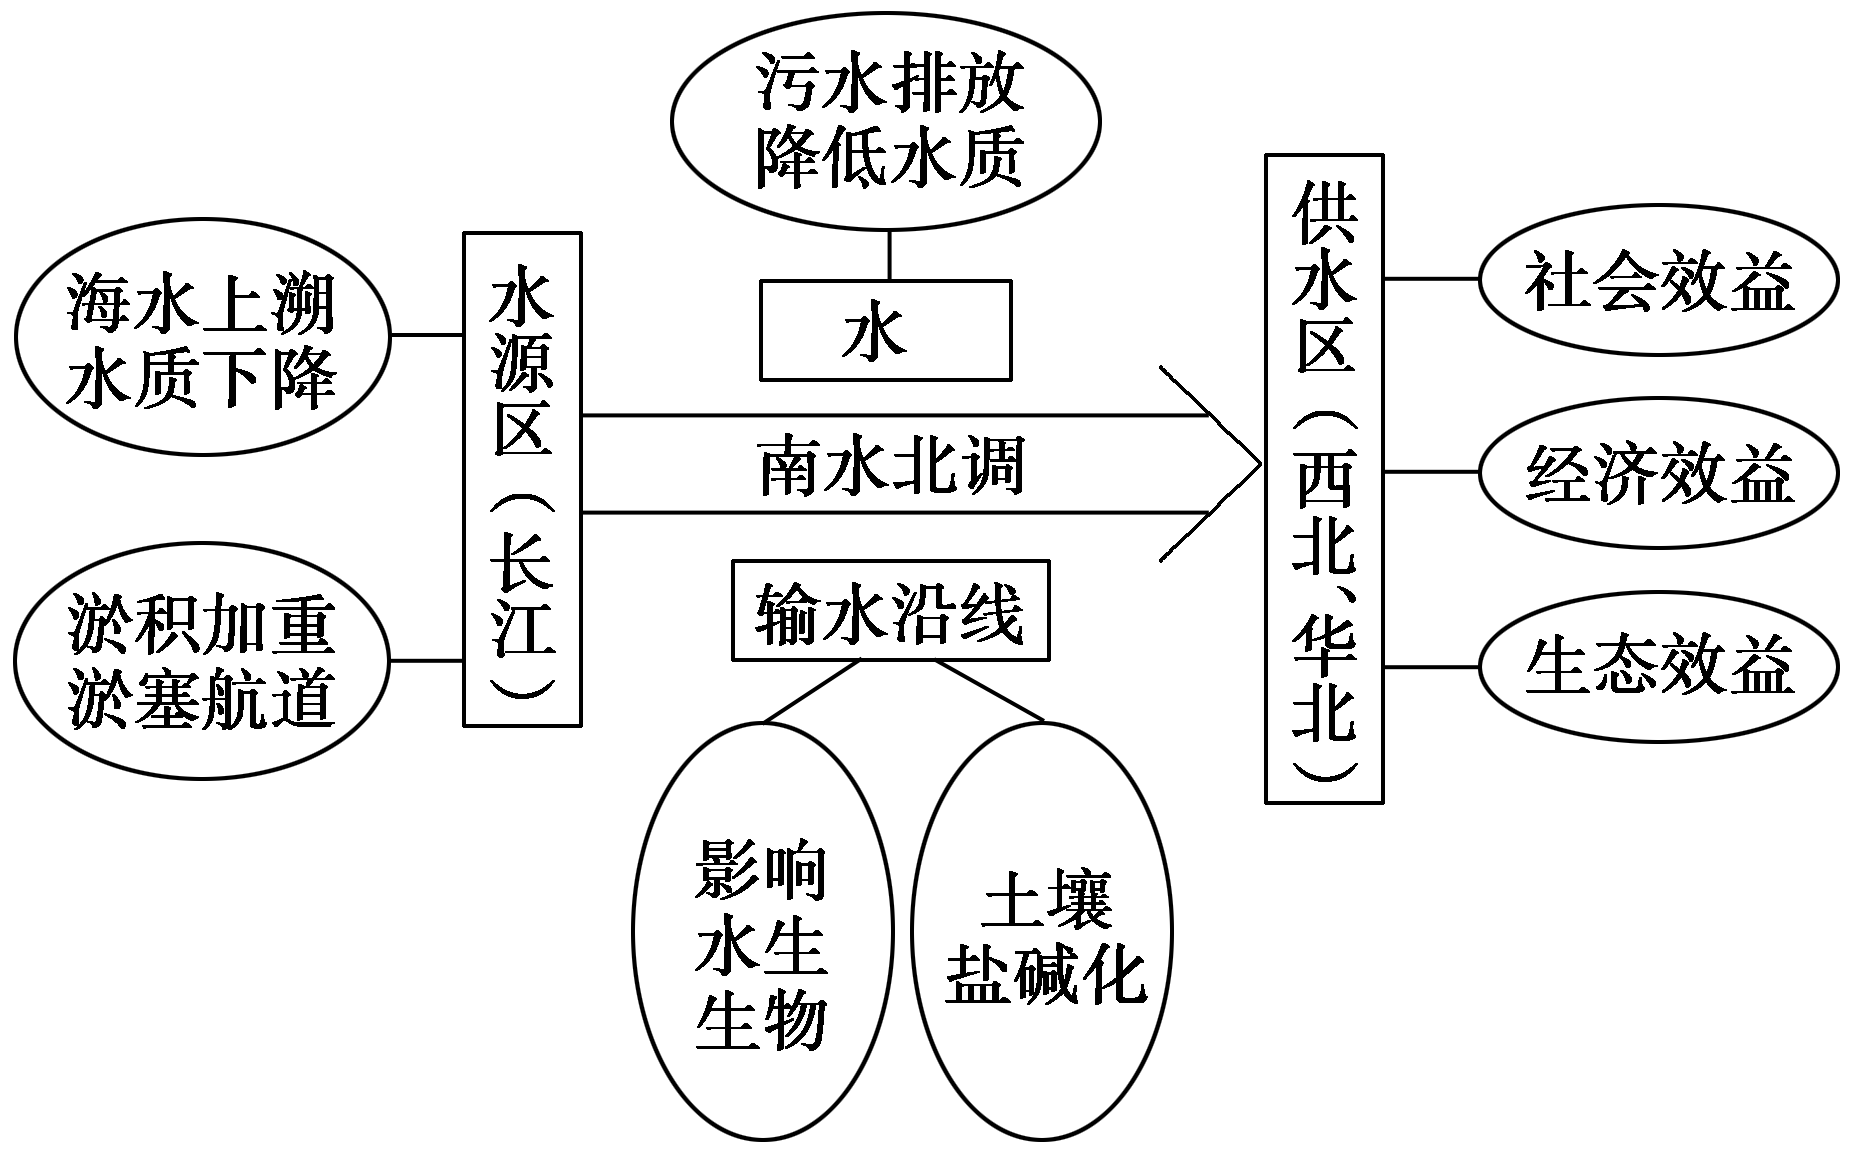 污水排放
降低水质
海水上溯
水质下降
淤积加重
淤塞航道
水源区（长江）
水
南水北调
输水沿线
影响
水生
生物
土壤
盐碱化
供水区（西北、华北）
社会效益
经济效益
生态效益